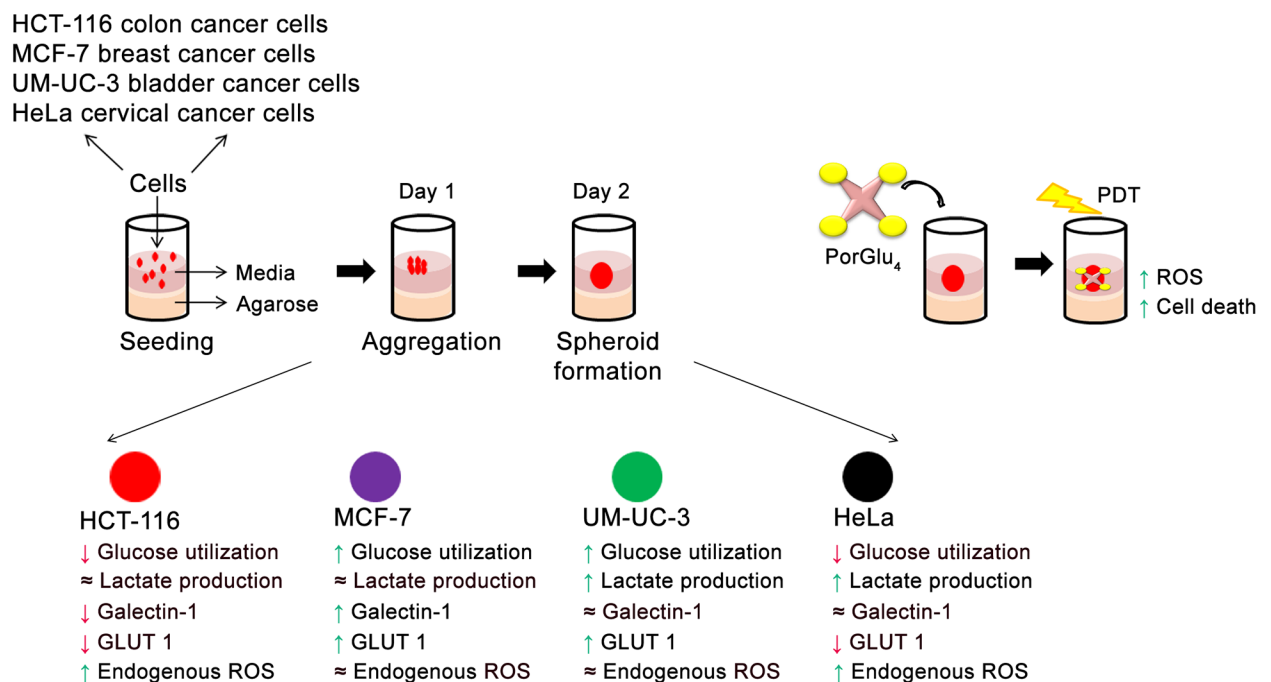 HCT-116 colon cancer cells
MCF-7 breast cancer cells
UM-UC-3 bladder cancer cells
HeLa cervical cancer cells
Cells
Media
Agarose
Seeding
Day 1
Aggregation
Day 2
Spheroid
formation
PorGlu₄
PDT
↑ ROS
↑ Cell death
HCT-116
↓ Glucose utilization
≈ Lactate production
↓ Galectin-1
↓ GLUT 1
↑ Endogenous ROS
MCF-7
↑ Glucose utilization
≈ Lactate production
↑ Galectin-1
↑ GLUT 1
≈ Endogenous ROS
UM-UC-3
↑ Glucose utilization
↑ Lactate production
≈ Galectin-1
↑ GLUT 1
≈ Endogenous ROS
HeLa
↓ Glucose utilization
↑ Lactate production
≈ Galectin-1
↓ GLUT 1
↑ Endogenous ROS